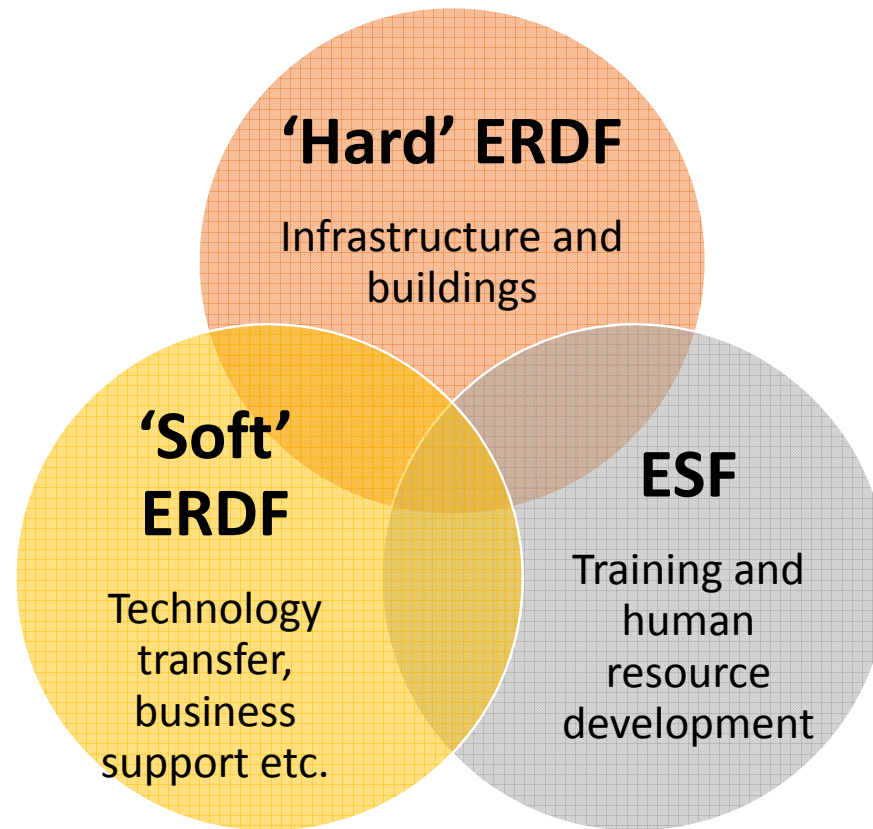 ‘Hard’ ERDF
Infrastructure and
buildings
‘Soft’
ERDF
Technology
transfer,
business
support etc.
ESF
Training and
human
resource
development